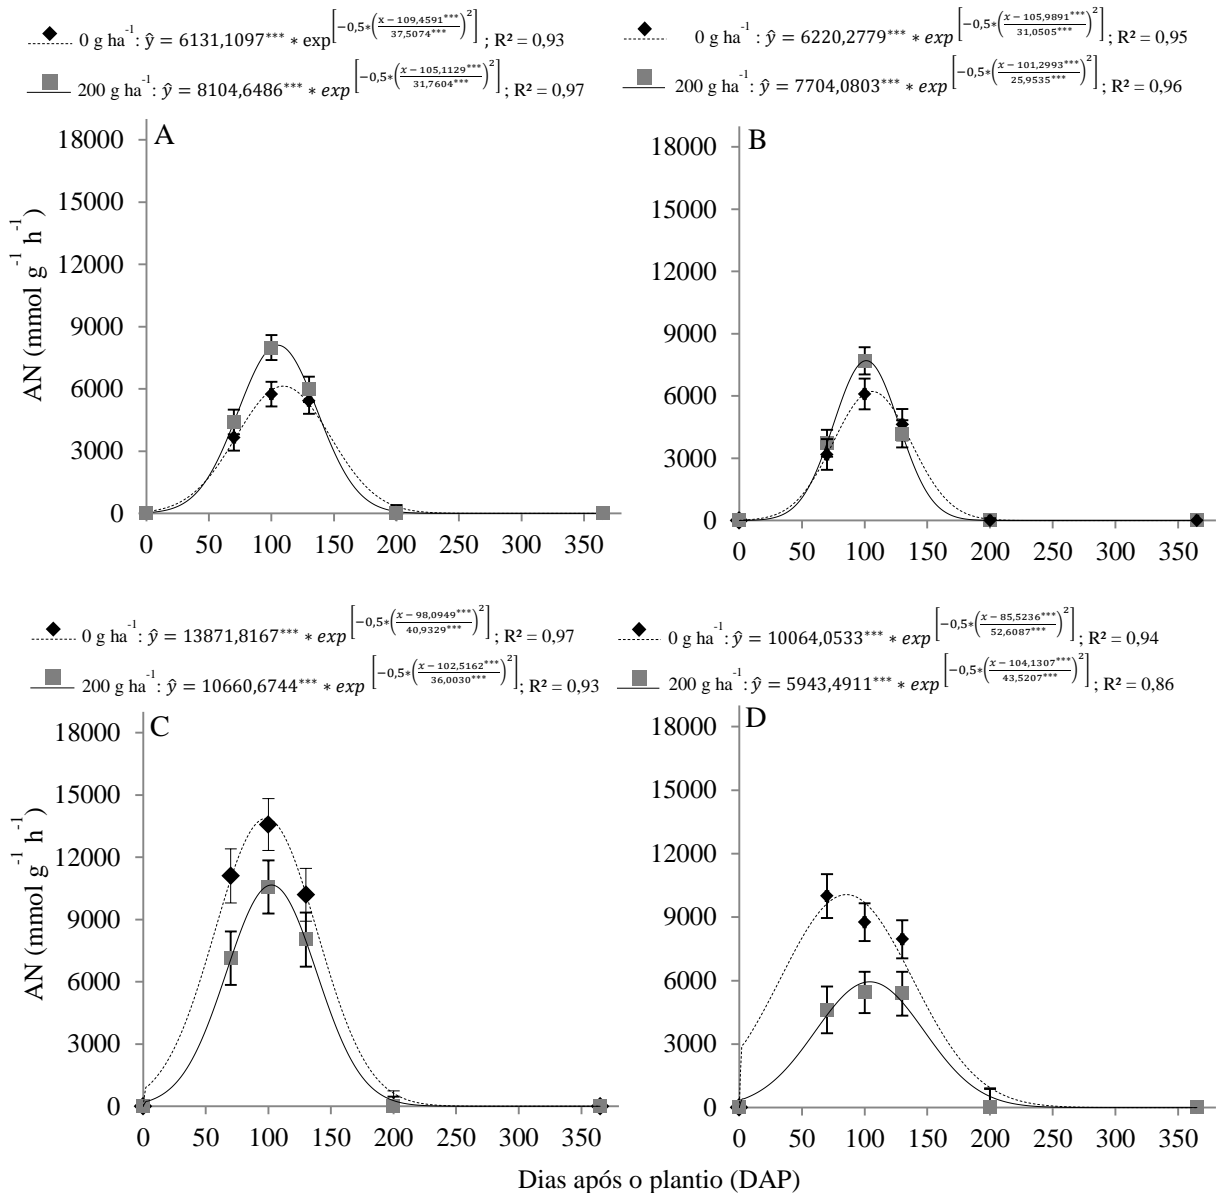 0 g ha⁻¹: ŷ = 6131,1097*** * exp[−0,5*((x − 109,4591***)/37,5074***)²] ; R² = 0,93
200 g ha⁻¹: ŷ = 8104,6486*** * exp[−0,5*((x − 105,1129***)/31,7604***)²]; R² = 0,97
0 g ha⁻¹: ŷ = 6220,2779*** * exp[−0,5*((x − 105,9891***)/31,0505***)²]; R² = 0,95
200 g ha⁻¹: ŷ = 7704,0803*** * exp[−0,5*((x − 101,2993***)/25,9535***)²]; R² = 0,96
A
18000
15000
12000
9000
6000
3000
0
0 50 100 150 200 250 300 350
AN (mmol g⁻¹ h⁻¹)
B
18000
15000
12000
9000
6000
3000
0
0 50 100 150 200 250 300 350
0 g ha⁻¹: ŷ = 13871,8167*** * exp[−0,5*((x − 98,0949***)/40,9329***)²]; R² = 0,97
200 g ha⁻¹: ŷ = 10660,6744*** * exp[−0,5*((x − 102,5162***)/36,0030***)²]; R² = 0,93
0 g ha⁻¹: ŷ = 10064,0533*** * exp[−0,5*((x − 85,5236***)/52,6087***)²]; R² = 0,94
200 g ha⁻¹: ŷ = 5943,4911*** * exp[−0,5*((x − 104,1307***)/43,5207***)²]; R² = 0,86
C
18000
15000
12000
9000
6000
3000
0
0 50 100 150 200 250 300 350
AN (mmol g⁻¹ h⁻¹)
D
18000
15000
12000
9000
6000
3000
0
0 50 100 150 200 250 300 350
Dias após o plantio (DAP)